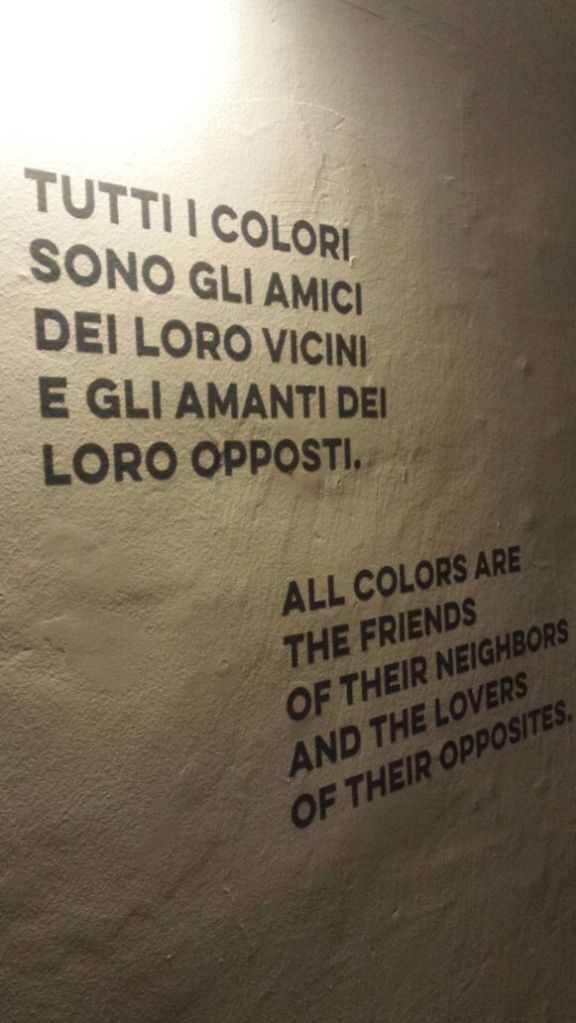 TUTTI I COLORI
SONO GLI AMICI
DEI LORO VICINI
E GLI AMANTI DEI
LORO OPPOSTI.
ALL COLORS ARE
THE FRIENDS
OF THEIR NEIGHBORS
AND THE LOVERS
OF THEIR OPPOSITES.